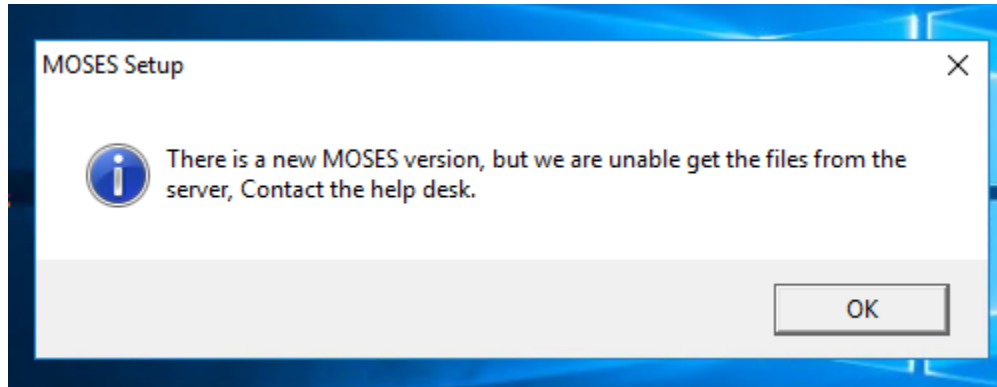 MOSES Setup
There is a new MOSES version, but we are unable get the files from the
server, Contact the help desk.
OK